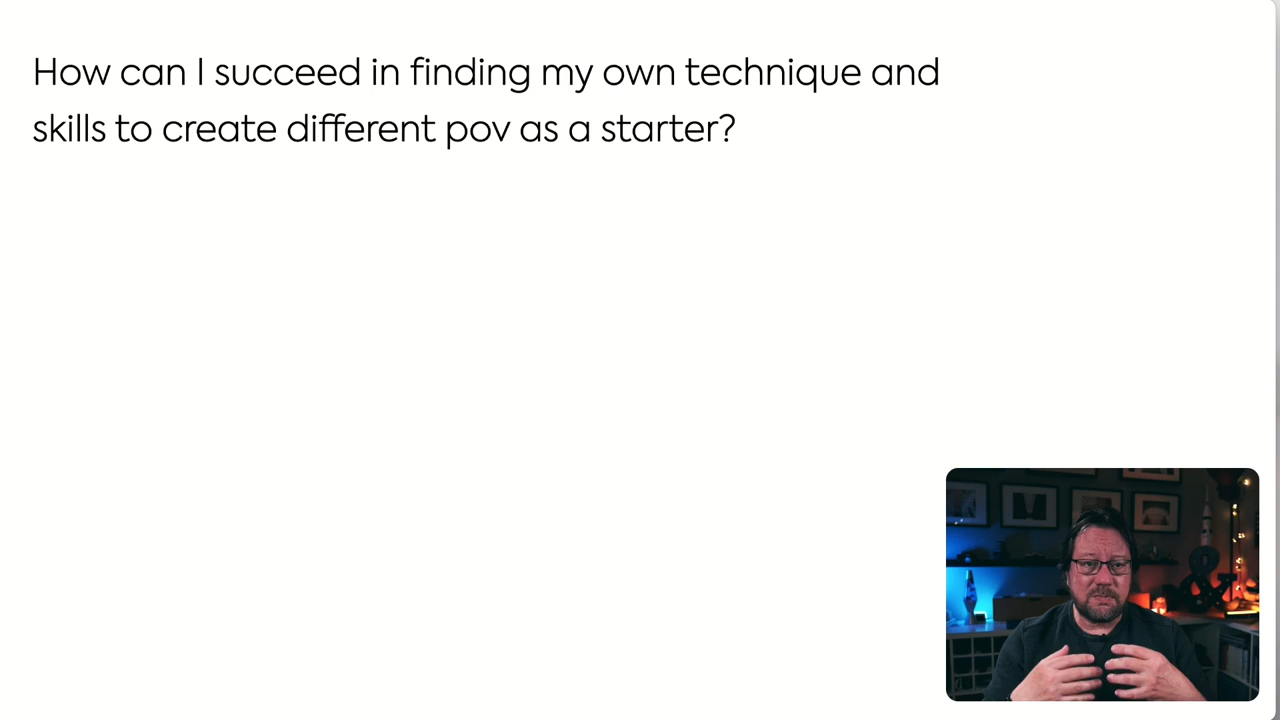 How can I succeed in finding my own technique and
skills to create different pov as a starter?